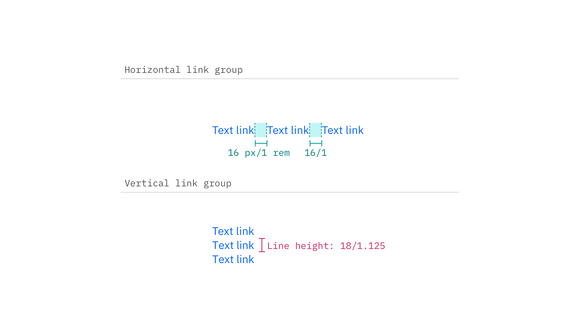 Horizontal link group
Text link Text link Text link
16 px/1 rem 16/1
Vertical link group
Text link
Text link Line height: 18/1.125
Text link